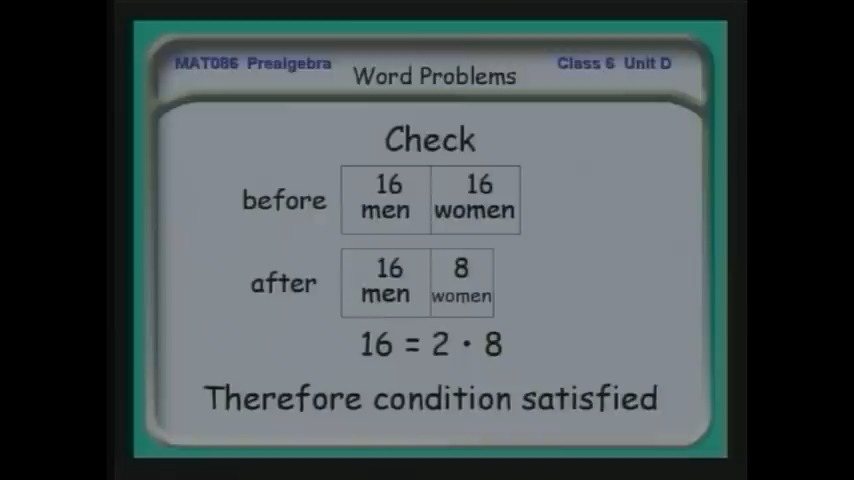 MAT086 Prealgebra
Word Problems
Class 6 Unit D
Check
before
16 men
16 women
after
16 men
8 women
16 = 2 · 8
Therefore condition satisfied